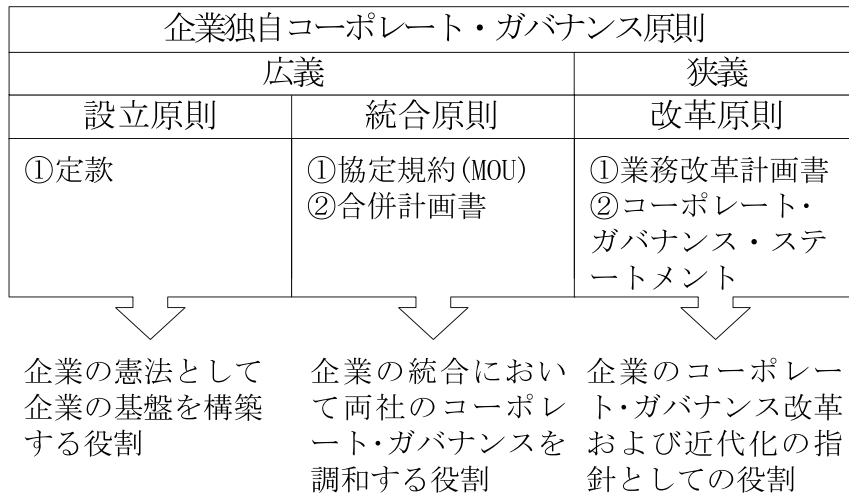 企業独自コーポレート・ガバナンス原則
広義
狭義
設立原則
統合原則
改革原則
①定款
①協定規約(MOU)
②合併計画書
①業務改革計画書
②コーポレート・
ガバナンス・ステ
ートメント
企業の憲法として
企業の基盤を構築
する役割
企業の統合におい
て両社のコーポレ
ート・ガバナンスを
調和する役割
企業のコーポレー
ト・ガバナンス改革
および近代化の指
針としての役割